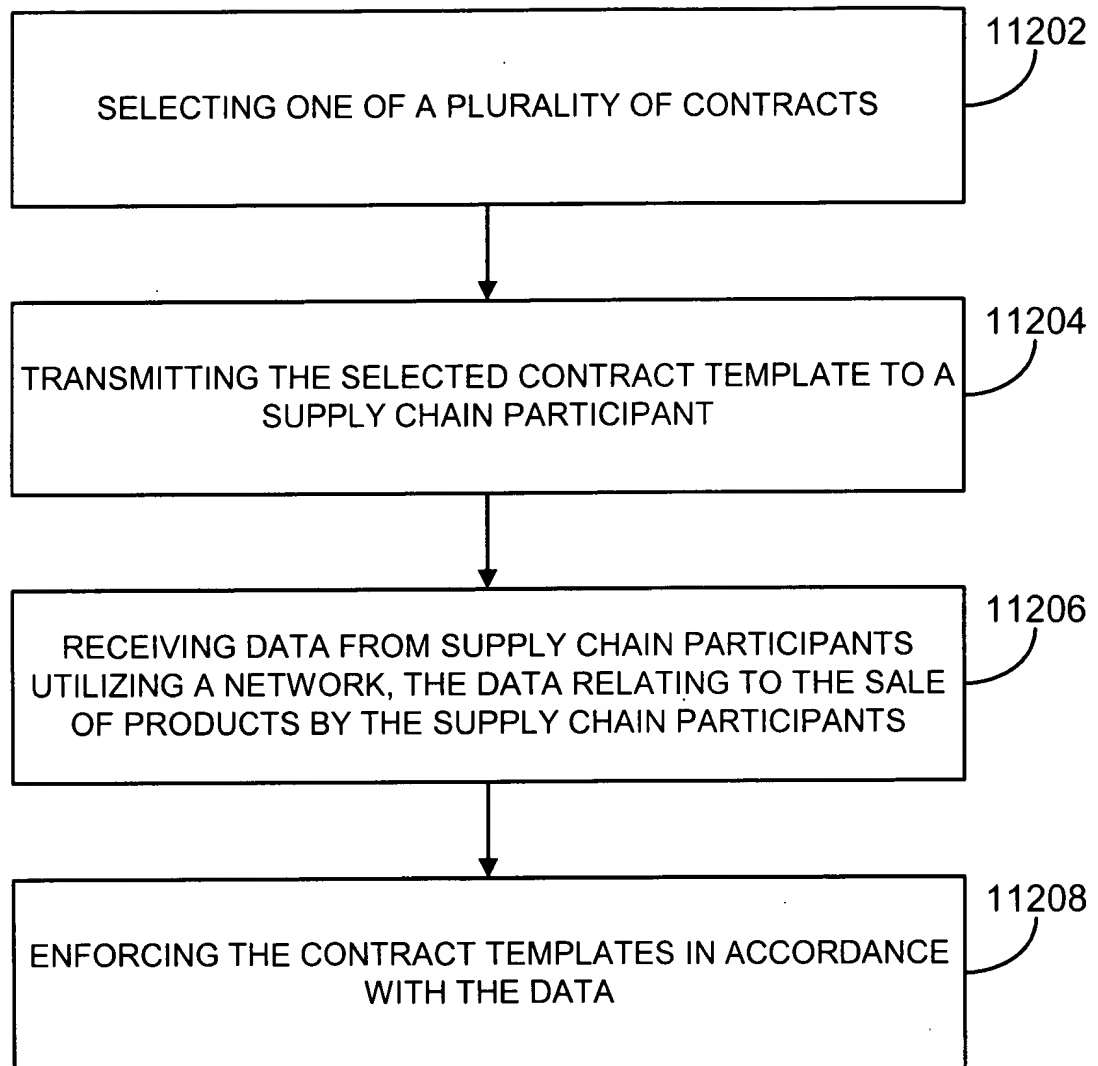 11202
SELECTING ONE OF A PLURALITY OF CONTRACTS
11204
TRANSMITTING THE SELECTED CONTRACT TEMPLATE TO A
SUPPLY CHAIN PARTICIPANT
11206
RECEIVING DATA FROM SUPPLY CHAIN PARTICIPANTS
UTILIZING A NETWORK, THE DATA RELATING TO THE SALE
OF PRODUCTS BY THE SUPPLY CHAIN PARTICIPANTS
11208
ENFORCING THE CONTRACT TEMPLATES IN ACCORDANCE
WITH THE DATA